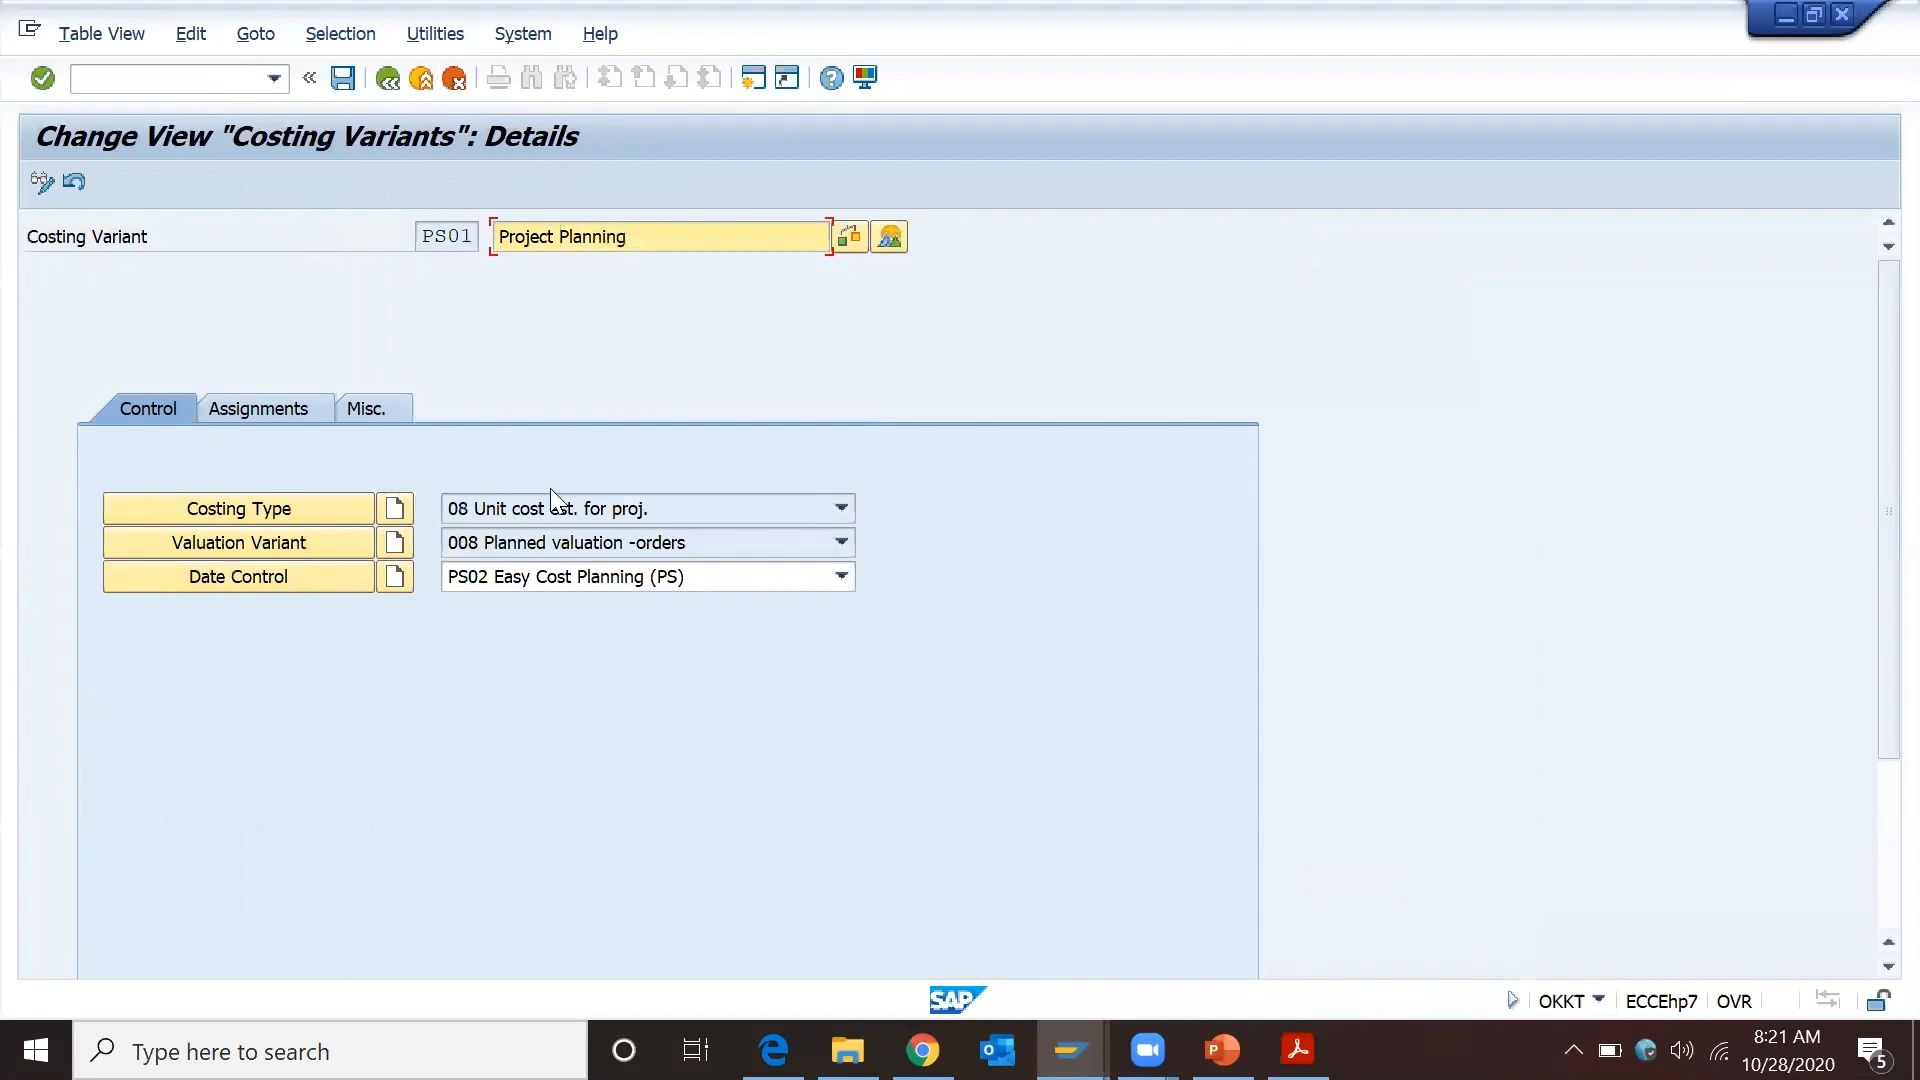 Table View Edit Goto Selection Utilities System Help
Change View "Costing Variants": Details
Costing Variant PS01 Project Planning
Control Assignments Misc.
Costing Type 08 Unit cost est. for proj.
Valuation Variant 008 Planned valuation -orders
Date Control PS02 Easy Cost Planning (PS)
SAP OKKT ECCEhp7 OVR
Type here to search
8:21 AM
10/28/2020
5